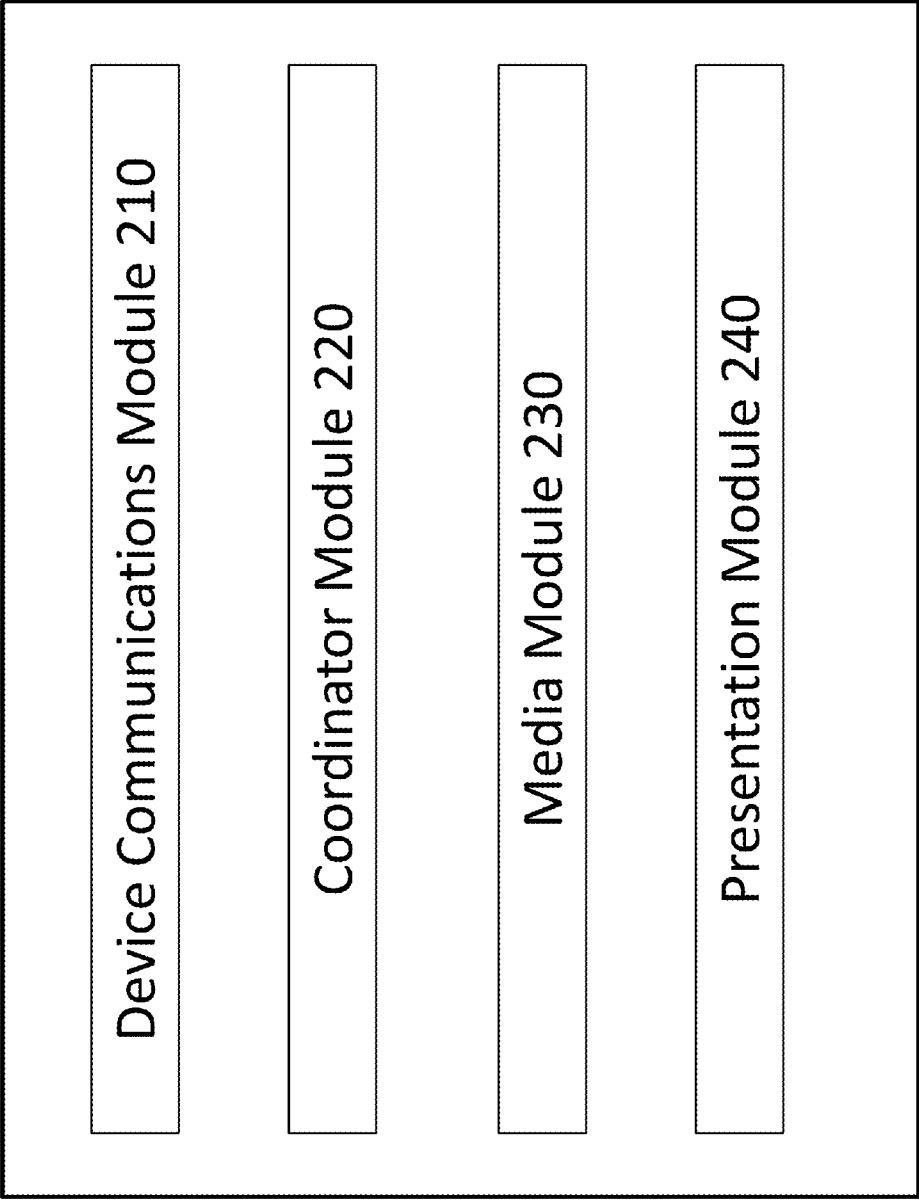 Device Communications Module 210
Coordinator Module 220
Media Module 230
Presentation Module 240